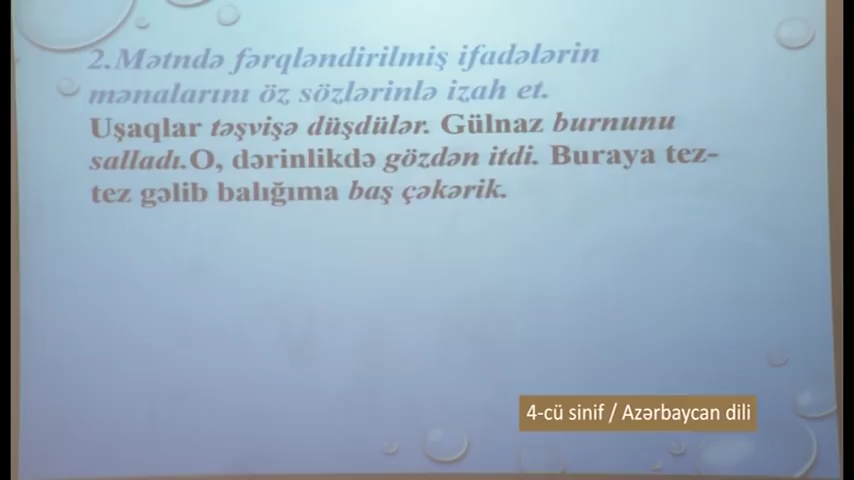 2.Mətndə fərqləndirilmiş ifadələrin
mənalarını öz sözlərinlə izah et.
Uşaqlar təşvişə düşdülər. Gülnaz burnunu
salladı.O, dərinlikdə gözdən itdi. Buraya tez-
tez gəlib balığıma baş çəkərik.
4-cü sinif / Azərbaycan dili